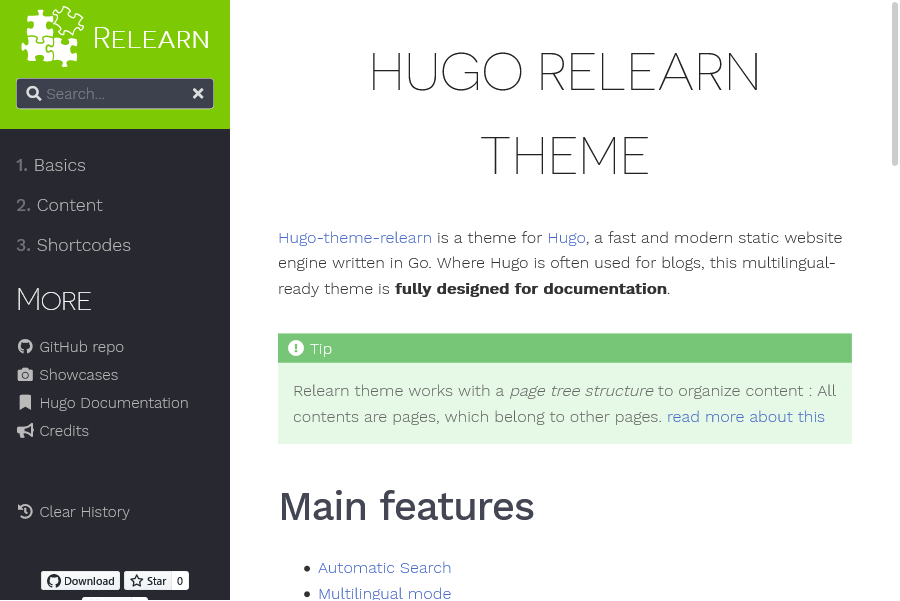 RELEARN
Search...
1. Basics
2. Content
3. Shortcodes
MORE
GitHub repo
Showcases
Hugo Documentation
Credits
Clear History
Download
Star 0
HUGO RELEARN
THEME
Hugo-theme-relearn is a theme for Hugo, a fast and modern static website
engine written in Go. Where Hugo is often used for blogs, this multilingual-
ready theme is fully designed for documentation.
Tip
Relearn theme works with a page tree structure to organize content : All
contents are pages, which belong to other pages. read more about this
Main features
• Automatic Search
• Multilingual mode